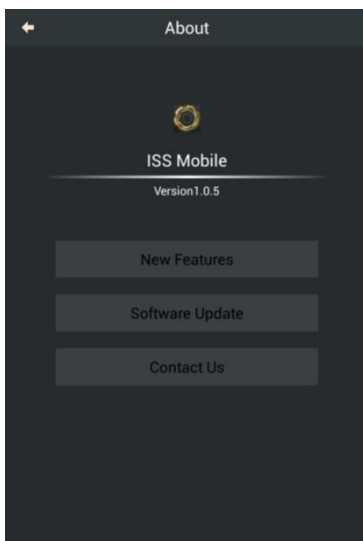 About
ISS Mobile
Version1.0.5
New Features
Software Update
Contact Us